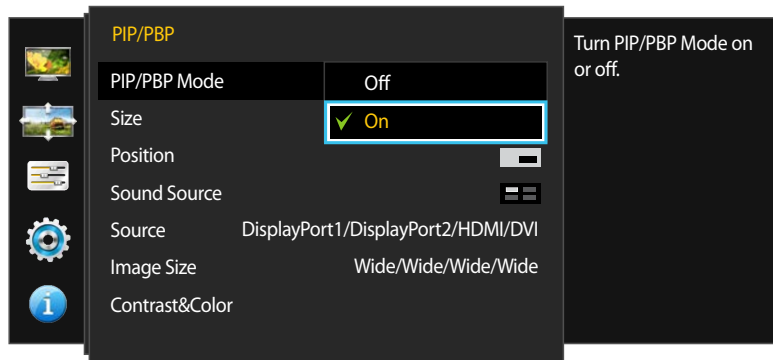 PIP/PBP
PIP/PBP Mode
Off
Size
On
Position
Sound Source
Source DisplayPort1/DisplayPort2/HDMI/DVI
Image Size Wide/Wide/Wide/Wide
Contrast&Color
Turn PIP/PBP Mode on
or off.